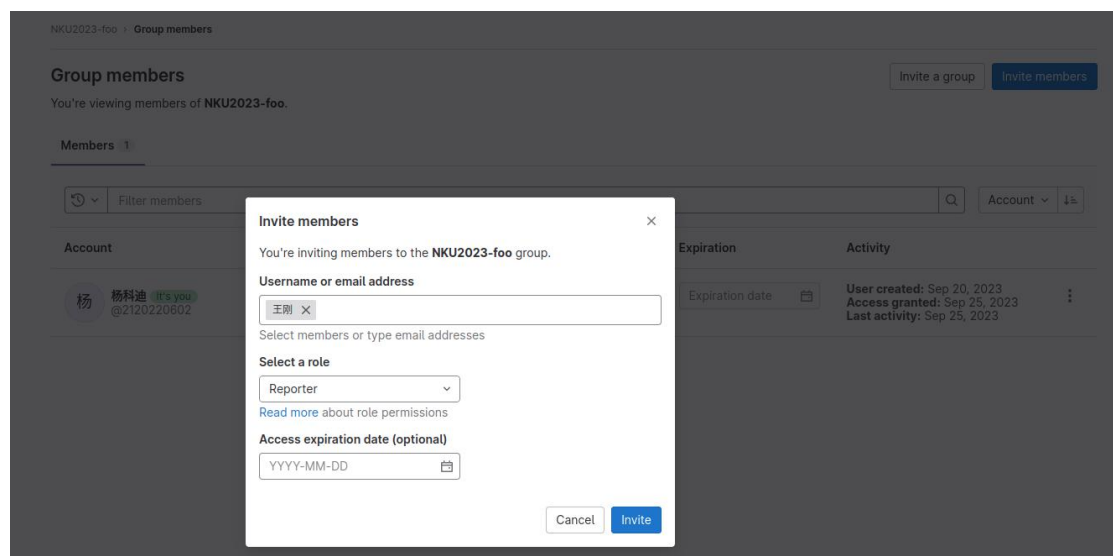 NKU2023-foo › Group members
Group members
Invite a group
Invite members
You're viewing members of NKU2023-foo.
Members 1
Filter members
Account
Account
Expiration
Activity
杨
杨科迪 It's you
@2120220602
Expiration date
User created: Sep 20, 2023
Access granted: Sep 25, 2023
Last activity: Sep 25, 2023
Invite members
You're inviting members to the NKU2023-foo group.
Username or email address
王刚
Select members or type email addresses
Select a role
Reporter
Read more about role permissions
Access expiration date (optional)
YYYY-MM-DD
Cancel
Invite